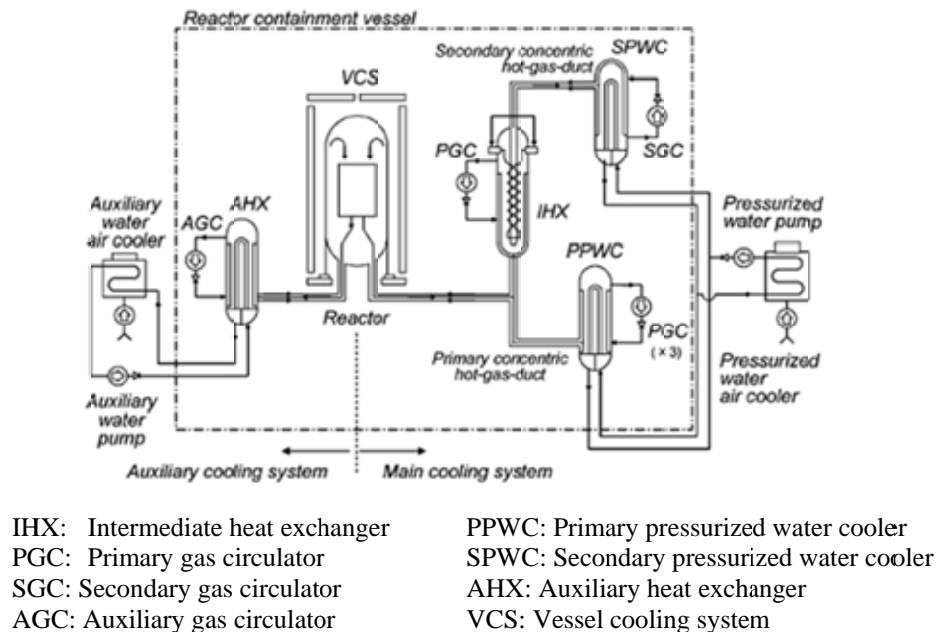 Reactor containment vessel
Secondary concentric
hot-gas-duct
SPWC
VCS
PGC
SGC
IHX
Auxiliary
water
air cooler
AGC
AHX
Pressurized
water pump
PPWC
Reactor
PGC
(×3)
Primary concentric
hot-gas-duct
Pressurized
water
air cooler
Auxiliary
water
pump
Auxiliary cooling system
Main cooling system
IHX: Intermediate heat exchanger
PPWC: Primary pressurized water cooler
PGC: Primary gas circulator
SPWC: Secondary pressurized water cooler
SGC: Secondary gas circulator
AHX: Auxiliary heat exchanger
AGC: Auxiliary gas circulator
VCS: Vessel cooling system